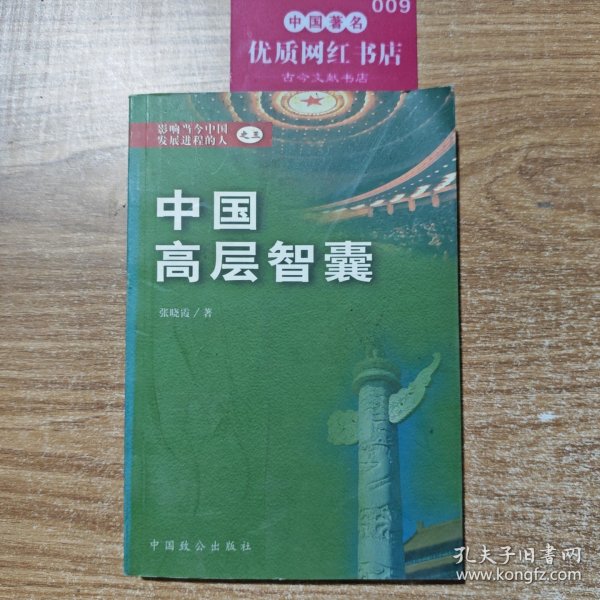 009
中国著名
优质网红书店
古今文献书店
影响当今中国
发展进程的人
之三
中国
高层智囊
张晓霞/著
中国致公出版社
孔夫子旧书网
www.kongfz.com